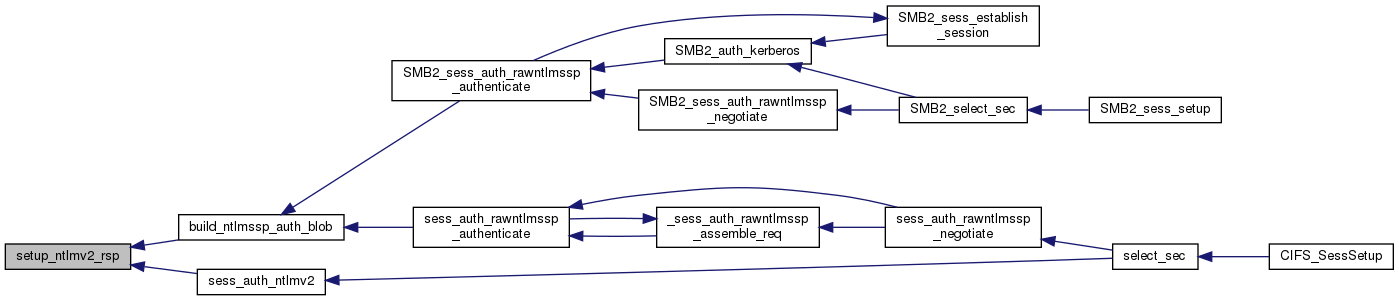 SMB2_sess_establish
_session
SMB2_auth_kerberos
SMB2_sess_auth_rawntlmssp
_authenticate
SMB2_sess_auth_rawntlmssp
_negotiate
SMB2_select_sec
SMB2_sess_setup
build_ntlmssp_auth_blob
sess_auth_rawntlmssp
_authenticate
_sess_auth_rawntlmssp
_assemble_req
sess_auth_rawntlmssp
_negotiate
setup_ntlmv2_rsp
select_sec
CIFS_SessSetup
sess_auth_ntlmv2